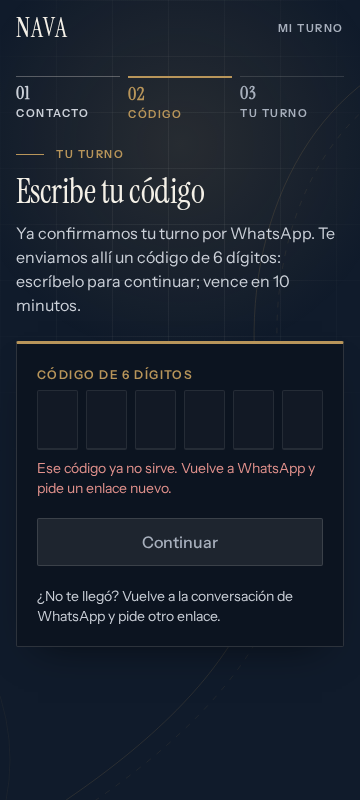 NAVA
MI TURNO
01
CONTACTO
02
CÓDIGO
03
TU TURNO
TU TURNO
Escribe tu código
Ya confirmamos tu turno por WhatsApp. Te
enviamos allí un código de 6 dígitos:
escríbelo para continuar; vence en 10
minutos.
CÓDIGO DE 6 DÍGITOS
Ese código ya no sirve. Vuelve a WhatsApp y
pide un enlace nuevo.
Continuar
¿No te llegó? Vuelve a la conversación de
WhatsApp y pide otro enlace.